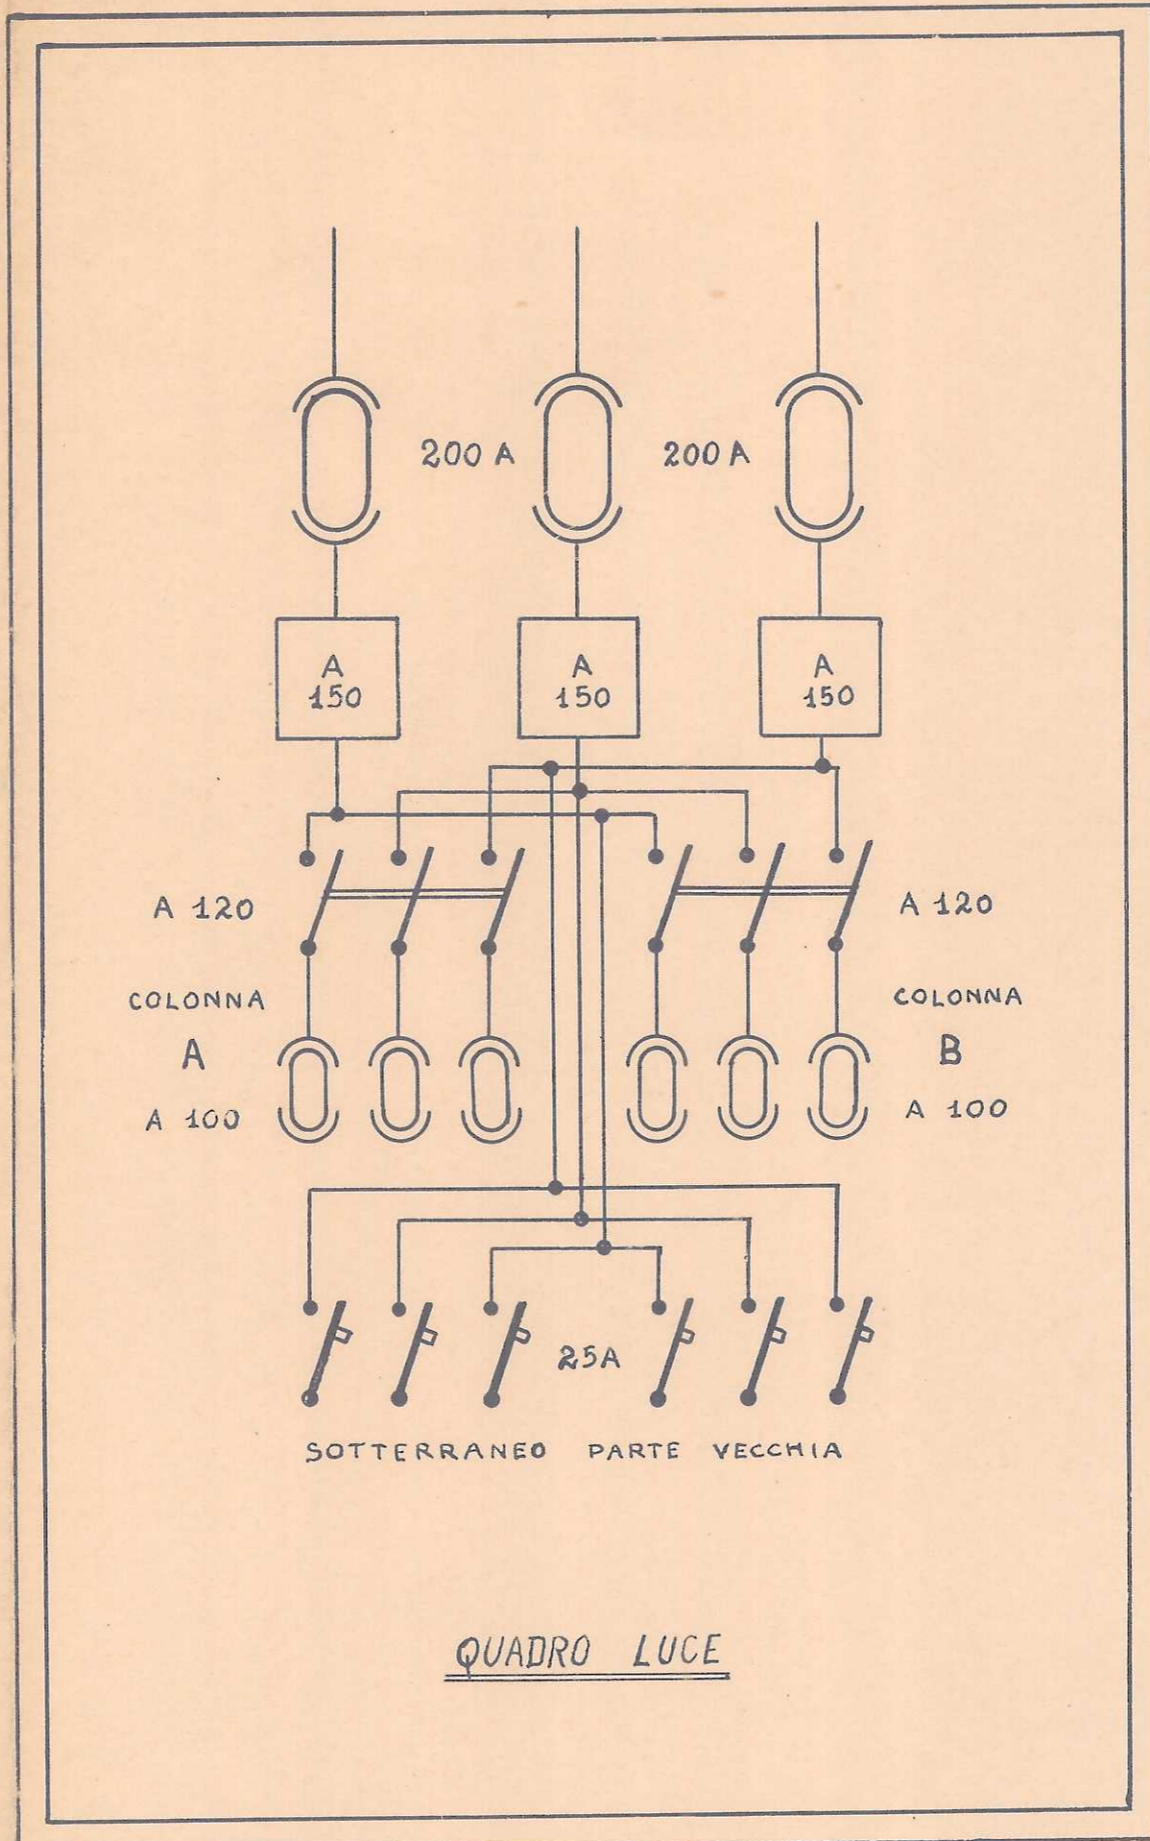 200 A 200 A
A
150
A
150
A
150
A 120 A 120
COLONNA COLONNA
A B
A 100 A 100
25A
SOTTERRANEO PARTE VECCHIA
QUADRO LUCE